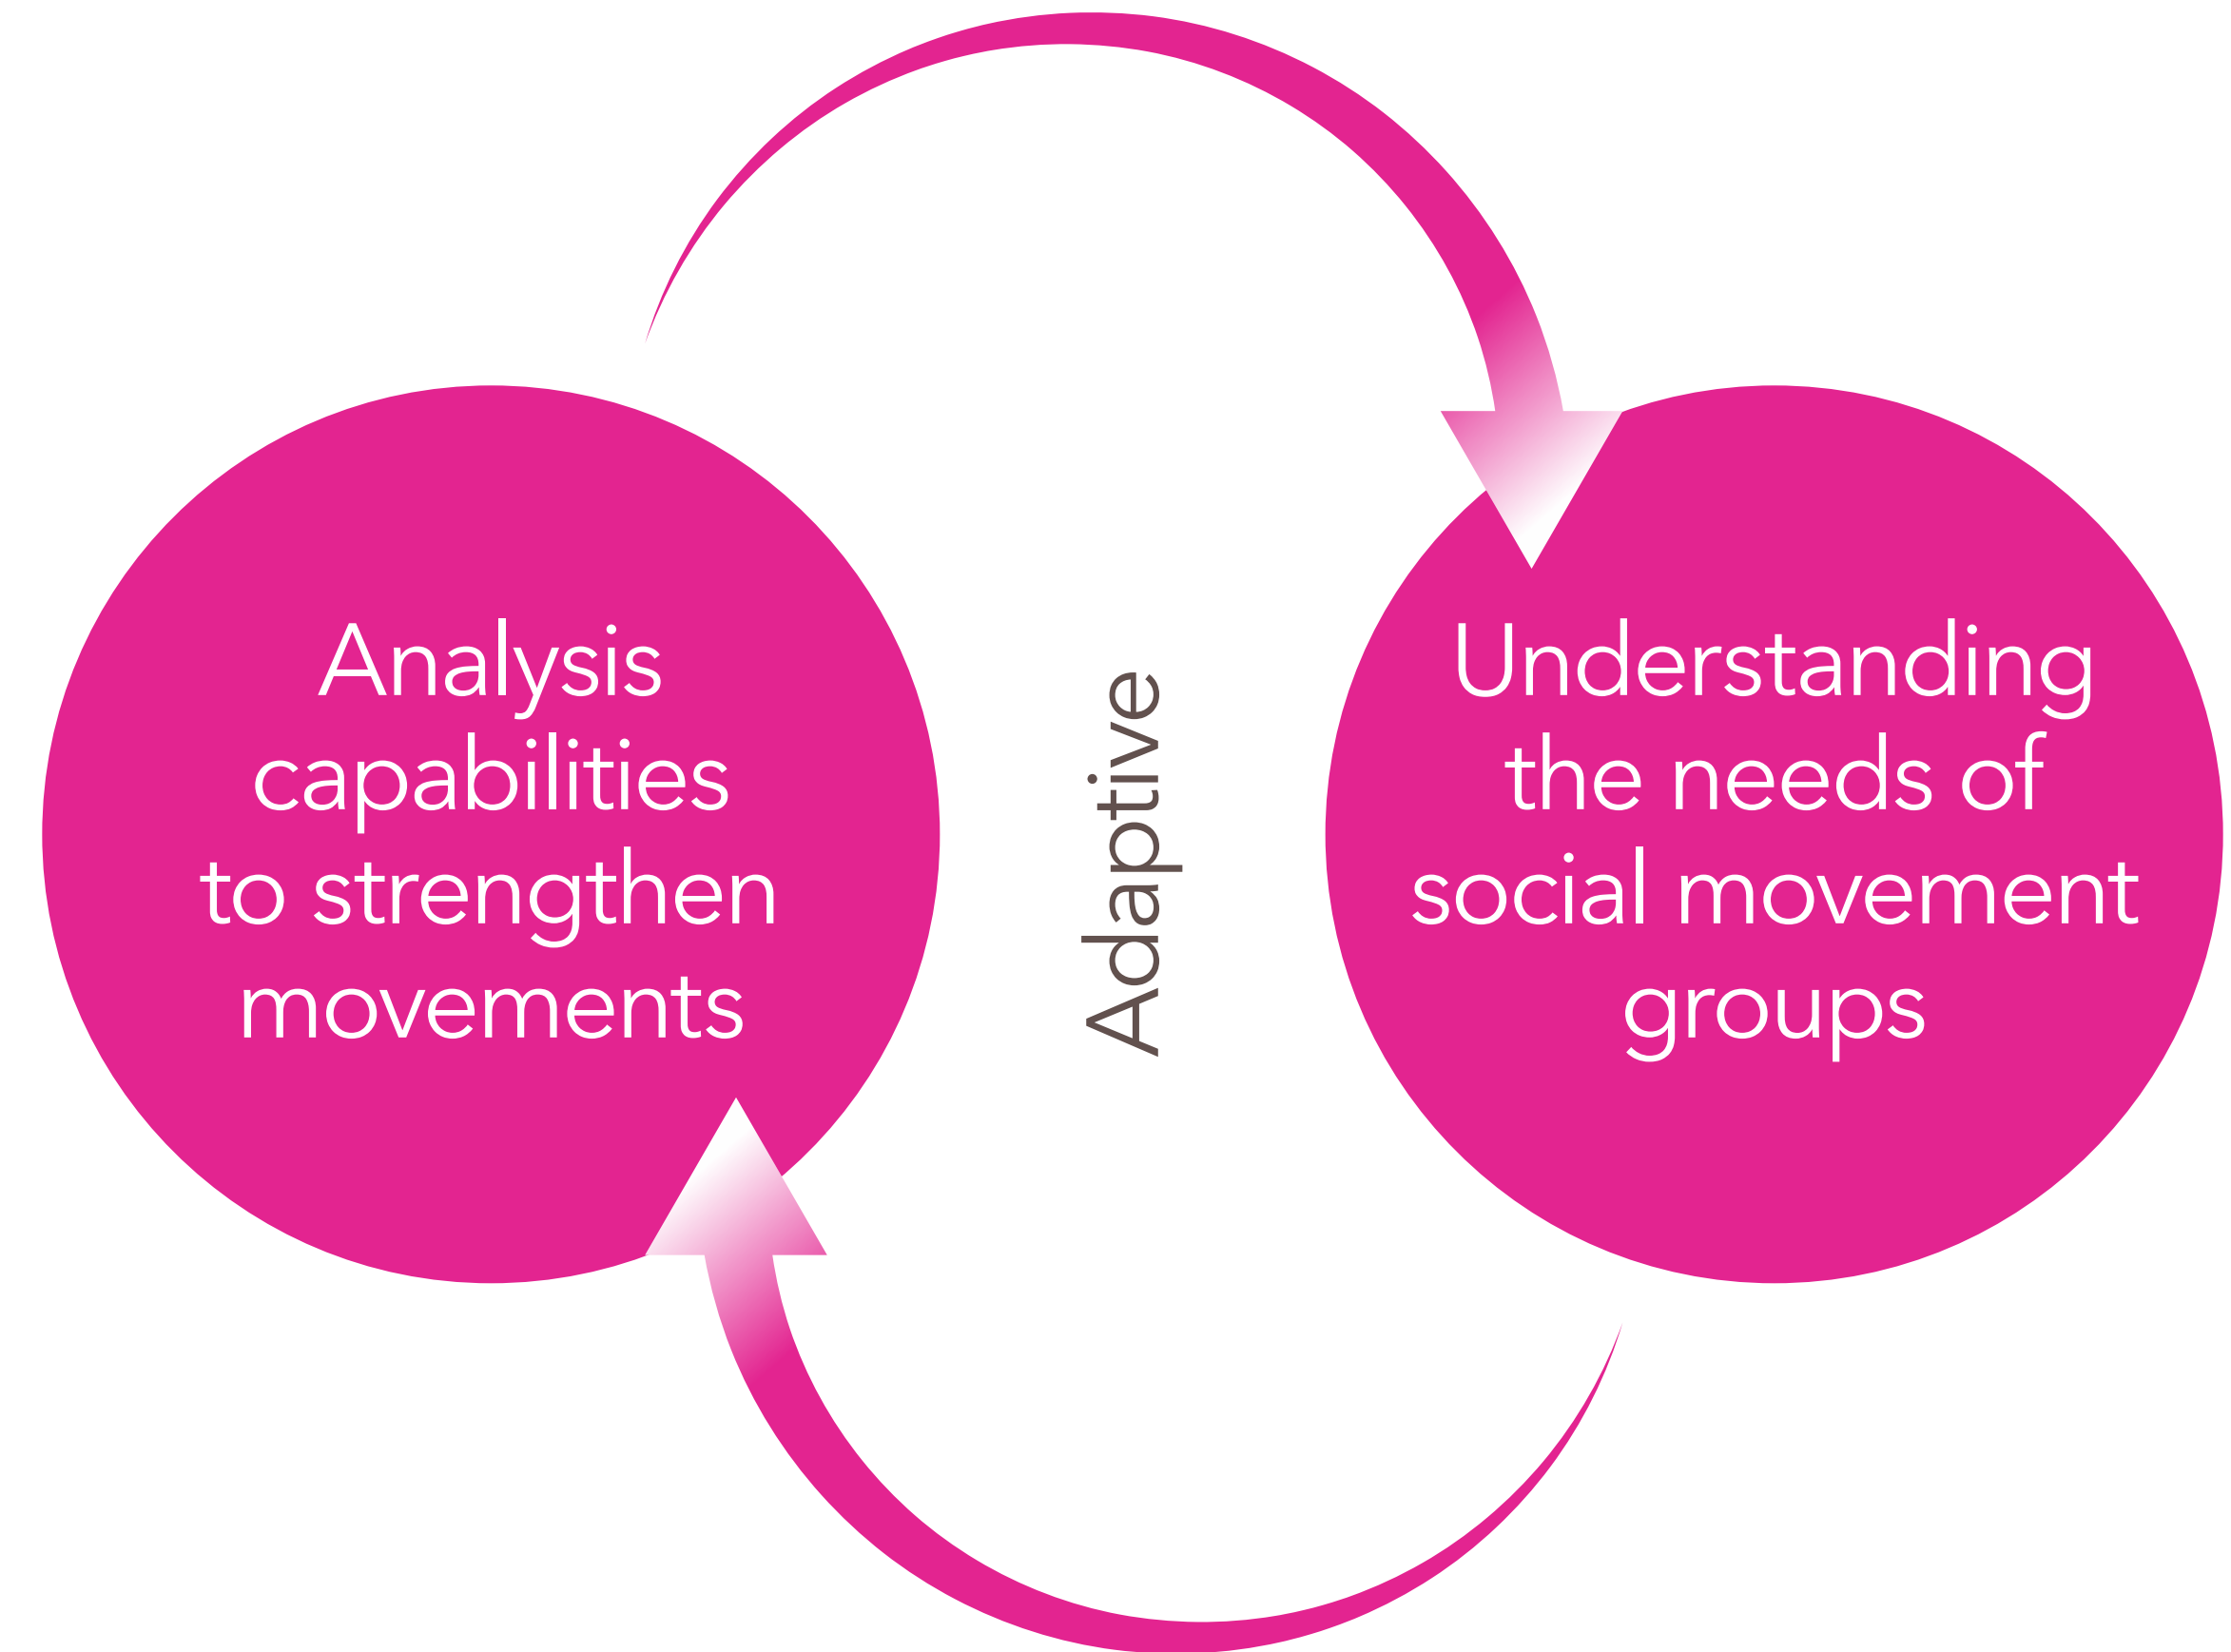 Analysis
capabilities
to strengthen
movements
Adaptive
Understanding
the needs of
social movement
groups